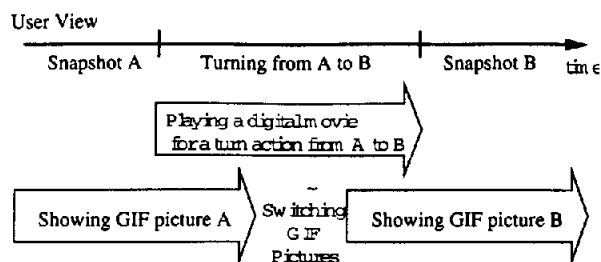 User View
Snapshot A
Turning from A to B
Snapshot B
time
Playing a digital movie
for a turn action from A to B
Showing GIF picture A
~
Switching
GIF
Pictures
Showing GIF picture B